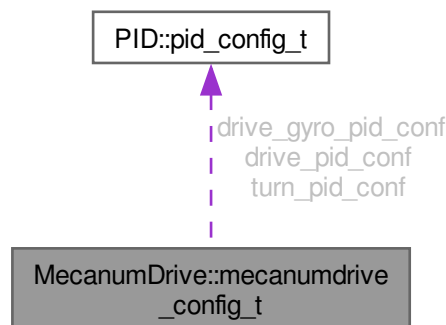 PID::pid_config_t
drive_gyro_pid_conf
drive_pid_conf
turn_pid_conf
MecanumDrive::mecanumdrive
_config_t